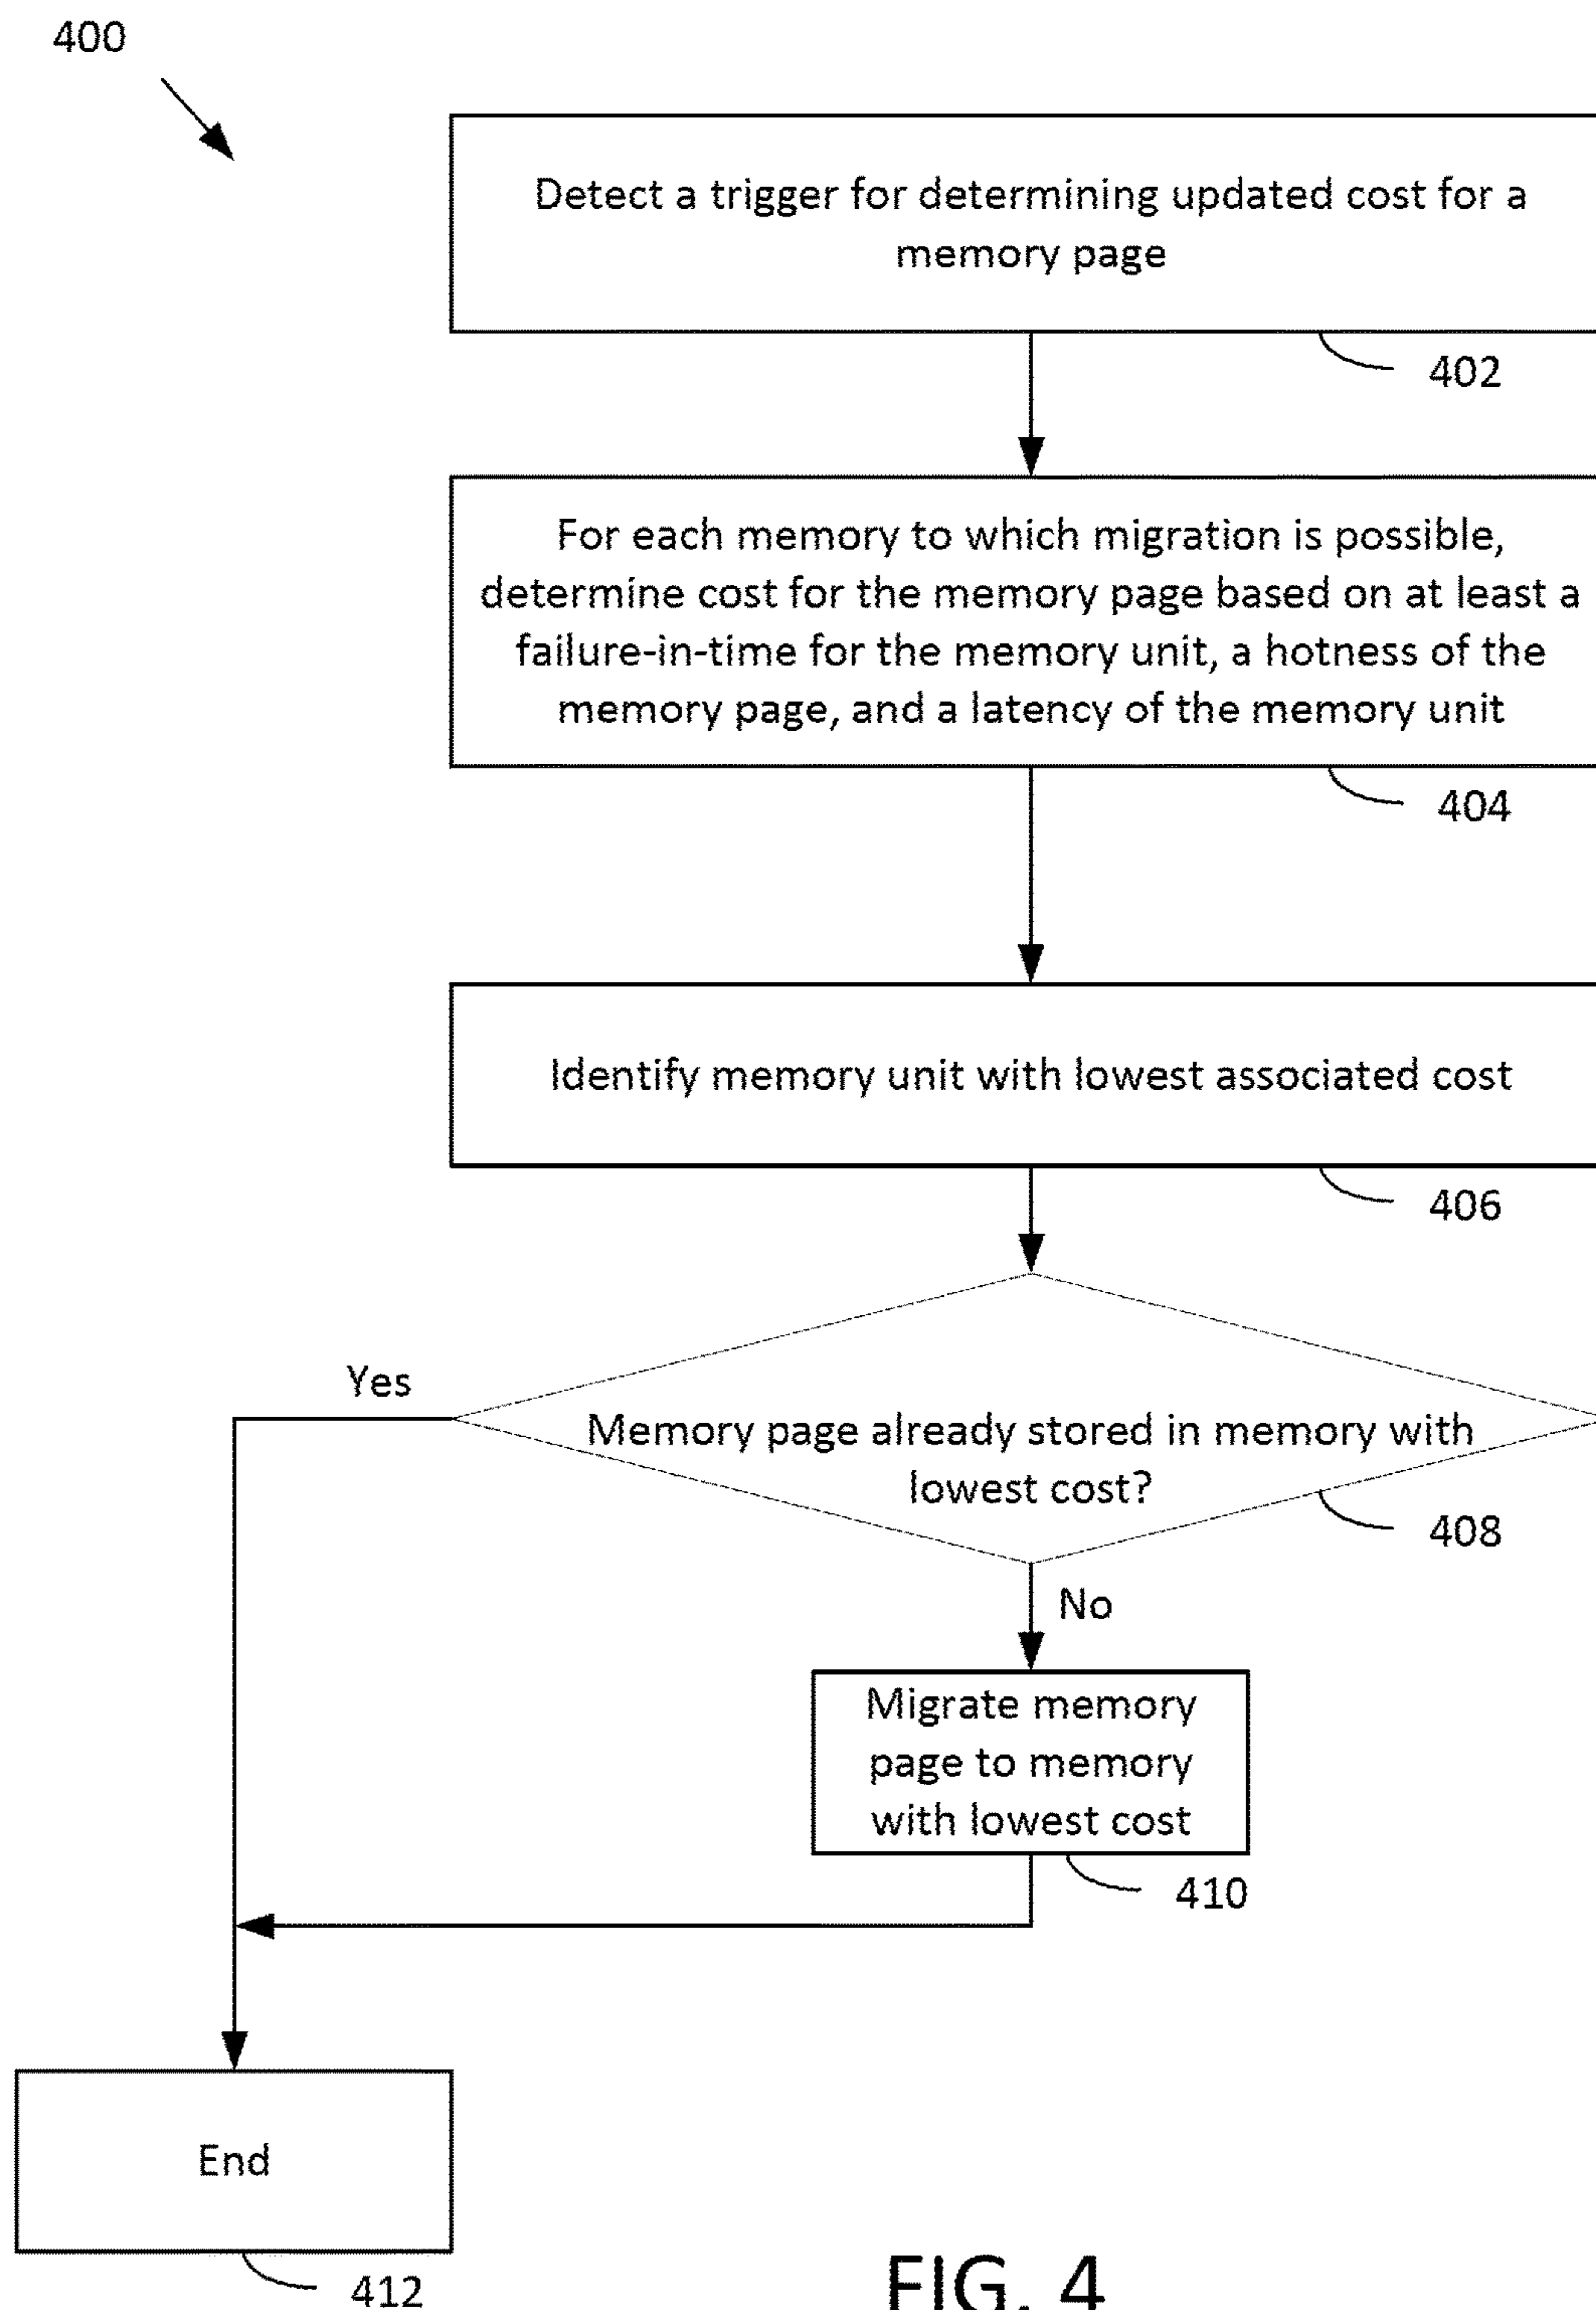 400
Detect a trigger for determining updated cost for a
memory page
402
For each memory to which migration is possible,
determine cost for the memory page based on at least a
failure-in-time for the memory unit, a hotness of the
memory page, and a latency of the memory unit
404
Identify memory unit with lowest associated cost
406
Yes
Memory page already stored in memory with
lowest cost?
408
No
Migrate memory
page to memory
with lowest cost
410
End
412
FIG. 4